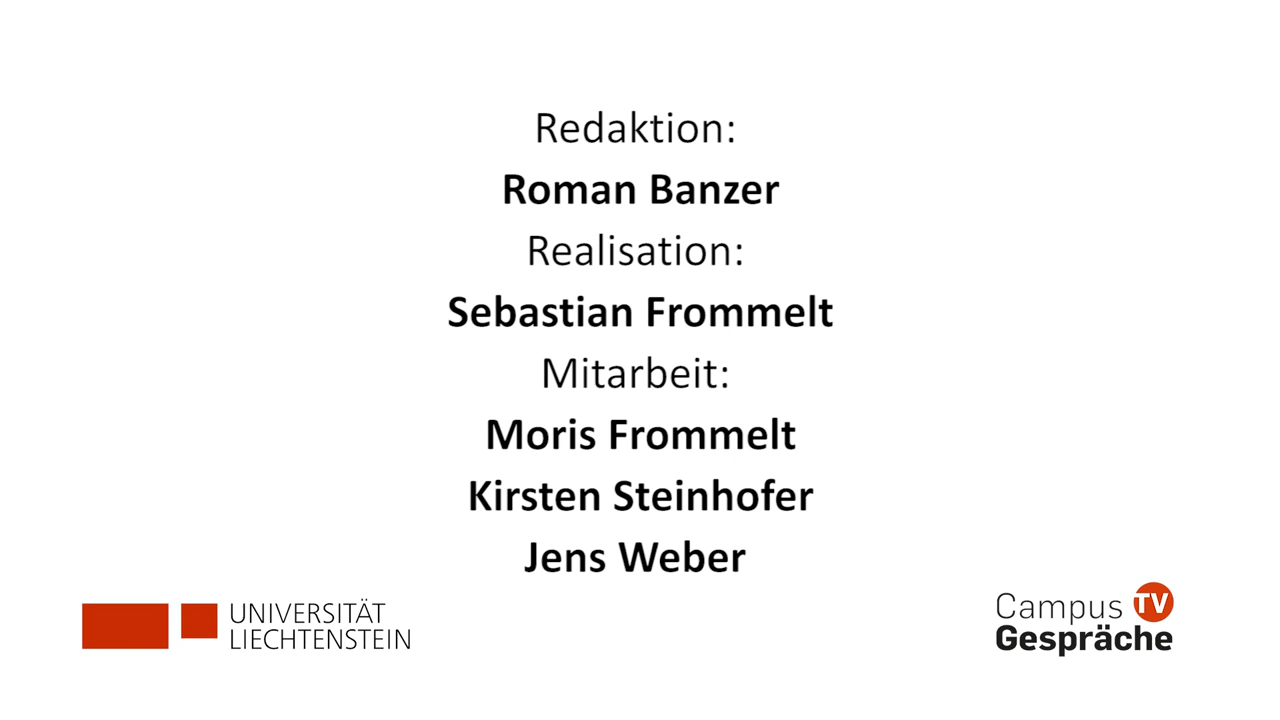 Redaktion:
Roman Banzer
Realisation:
Sebastian Frommelt
Mitarbeit:
Moris Frommelt
Kirsten Steinhofer
Jens Weber
UNIVERSITÄT
LIECHTENSTEIN
Campus TV
Gespräche